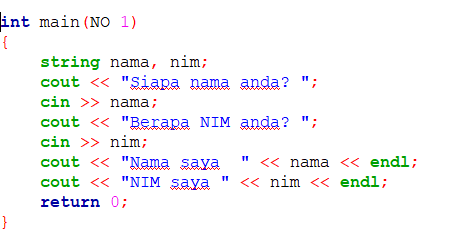 int main(NO 1)
{
string nama, nim;
cout << "Siapa nama anda? ";
cin >> nama;
cout << "Berapa NIM anda? ";
cin >> nim;
cout << "Nama saya  " << nama << endl;
cout << "NIM saya " << nim << endl;
return 0;
}